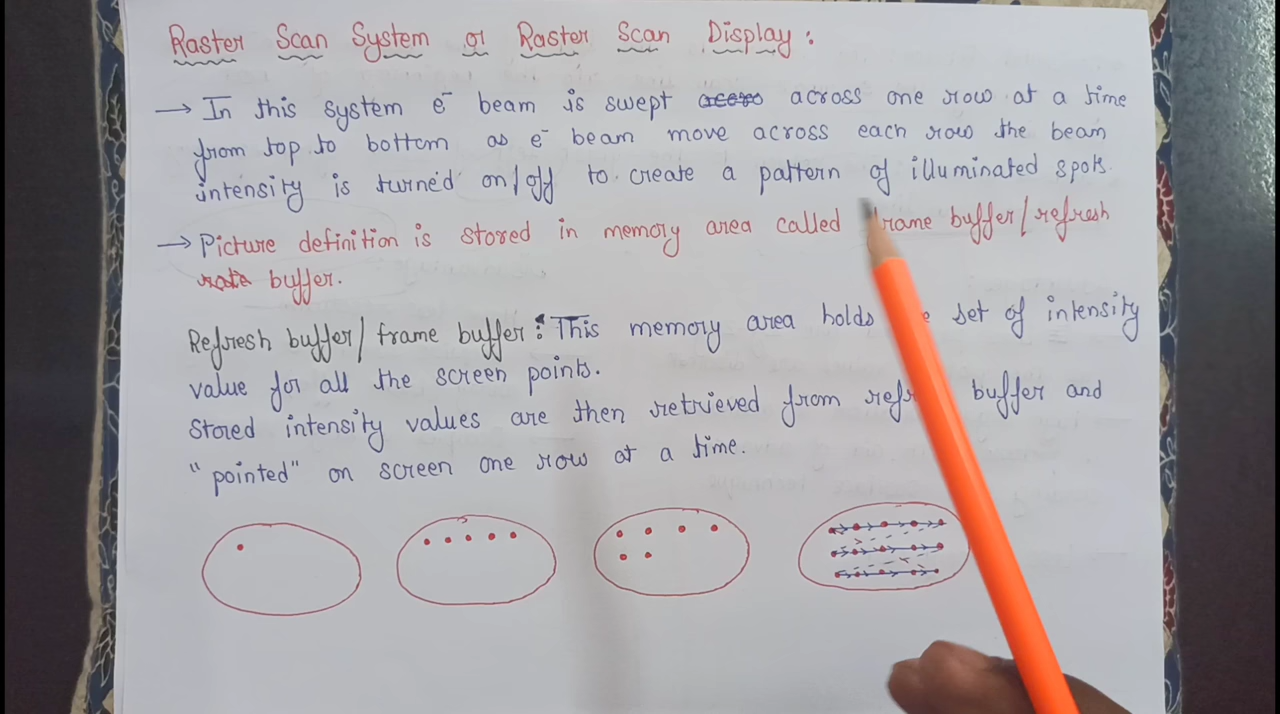 Raster Scan System or Raster Scan Display :
→ In this system e⁻ beam is swept across one row at a time
from top to bottom as e⁻ beam move across each row the beam
intensity is turned on/off to create a pattern of illuminated spots.
→ Picture definition is stored in memory area called frame buffer/refresh
buffer.
Refresh buffer/frame buffer : This memory area holds set of intensity
value for all the screen points.
Stored intensity values are then retrieved from buffer and
"pointed" on screen one row at a time.